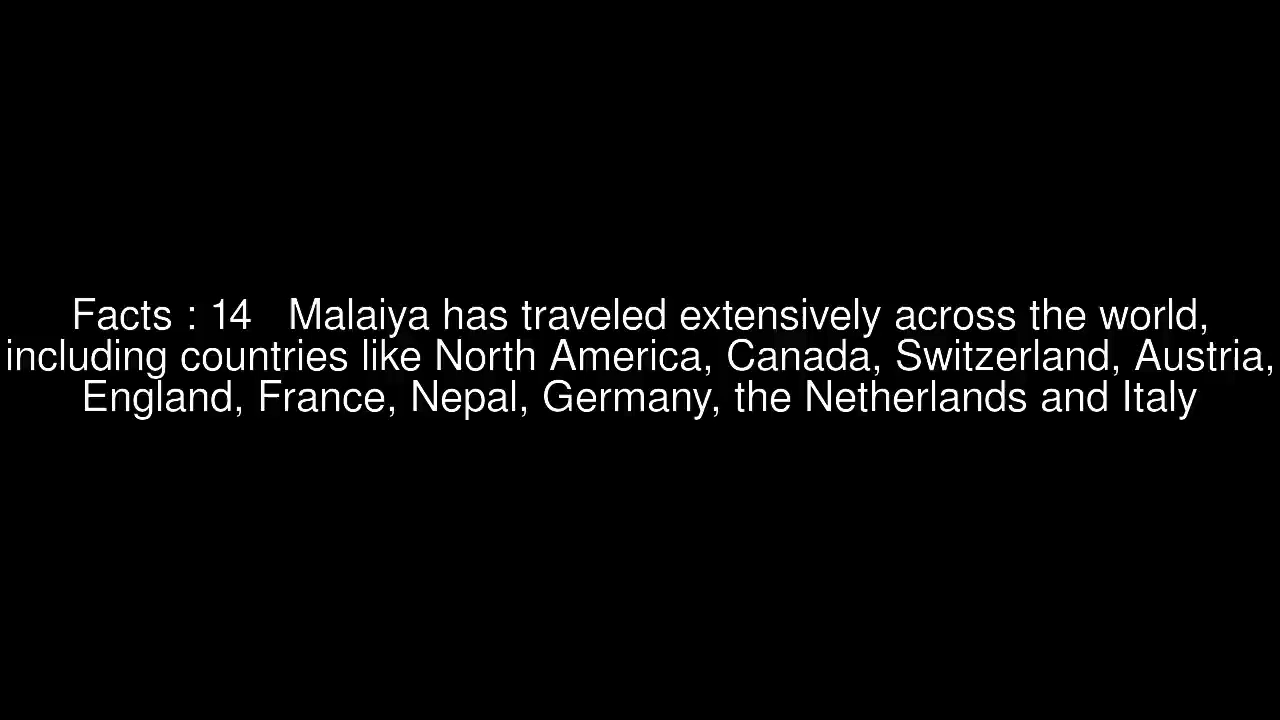 Facts : 14   Malaiya has traveled extensively across the world,
including countries like North America, Canada, Switzerland, Austria,
England, France, Nepal, Germany, the Netherlands and Italy